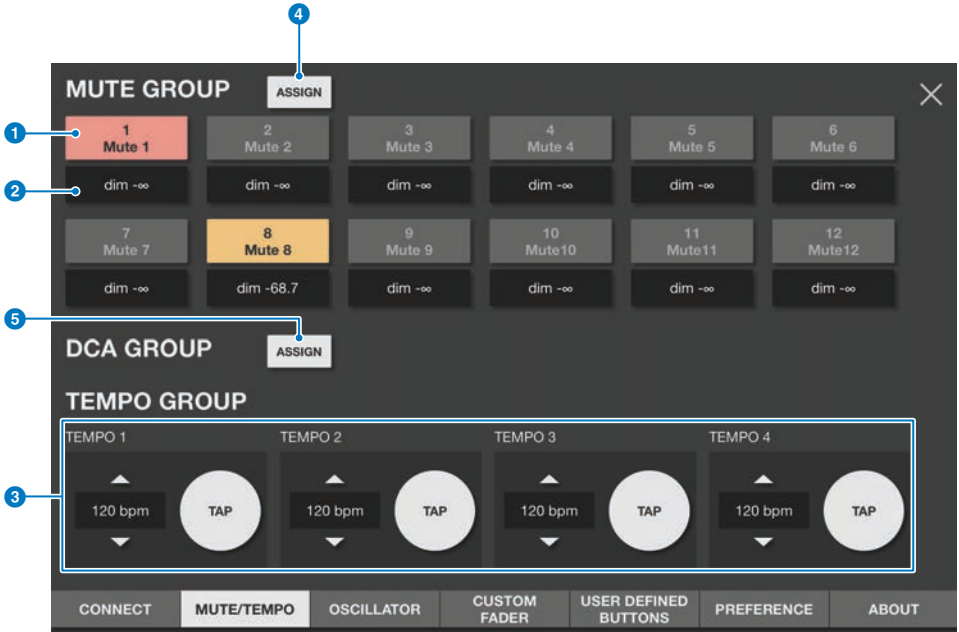 4
MUTE GROUP ASSIGN
1
1 2 3 4 5 6
Mute 1 Mute 2 Mute 3 Mute 4 Mute 5 Mute 6
2
dim -∞ dim -∞ dim -∞ dim -∞ dim -∞ dim -∞
7 8 9 10 11 12
Mute 7 Mute 8 Mute 9 Mute10 Mute11 Mute12
dim -∞ dim -68.7 dim -∞ dim -∞ dim -∞ dim -∞
5
DCA GROUP ASSIGN
TEMPO GROUP
TEMPO 1 TEMPO 2 TEMPO 3 TEMPO 4
3
120 bpm TAP 120 bpm TAP 120 bpm TAP 120 bpm TAP
CONNECT MUTE/TEMPO OSCILLATOR CUSTOM FADER USER DEFINED BUTTONS PREFERENCE ABOUT